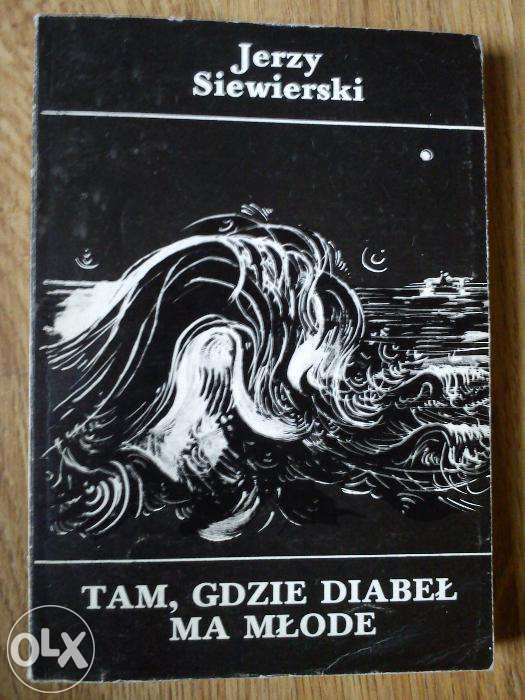 Jerzy
Siewierski
TAM, GDZIE DIABEŁ
MA MŁODE
OLX